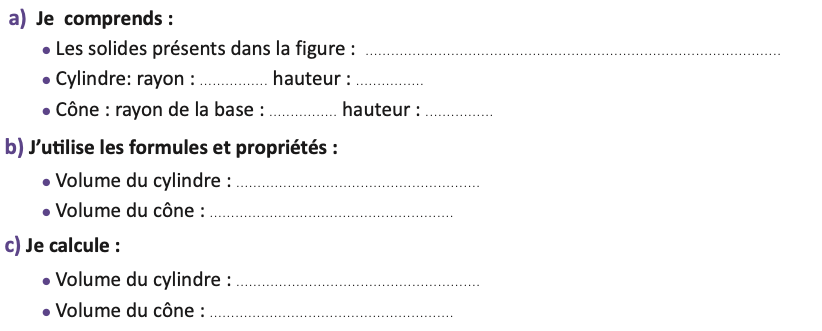 a) Je comprends :
• Les solides présents dans la figure : ..........................................................................................
• Cylindre: rayon : ................ hauteur : ................
• Cône : rayon de la base : ................ hauteur : ................
b) J'utilise les formules et propriétés :
• Volume du cylindre : ..........................................................
• Volume du cône : ..........................................................
c) Je calcule :
• Volume du cylindre : ..........................................................
• Volume du cône : ..........................................................